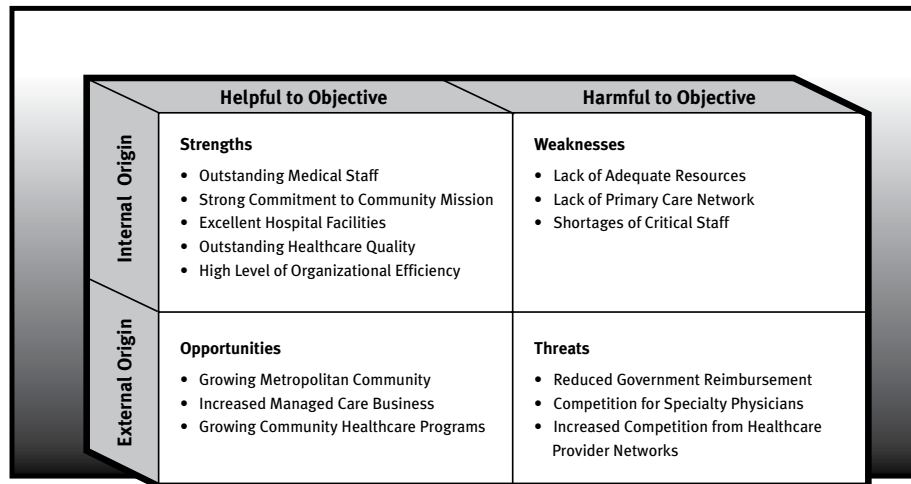 Helpful to Objective
Harmful to Objective
Internal Origin
Strengths
• Outstanding Medical Staff
• Strong Commitment to Community Mission
• Excellent Hospital Facilities
• Outstanding Healthcare Quality
• High Level of Organizational Efficiency
Weaknesses
• Lack of Adequate Resources
• Lack of Primary Care Network
• Shortages of Critical Staff
External Origin
Opportunities
• Growing Metropolitan Community
• Increased Managed Care Business
• Growing Community Healthcare Programs
Threats
• Reduced Government Reimbursement
• Competition for Specialty Physicians
• Increased Competition from Healthcare
Provider Networks